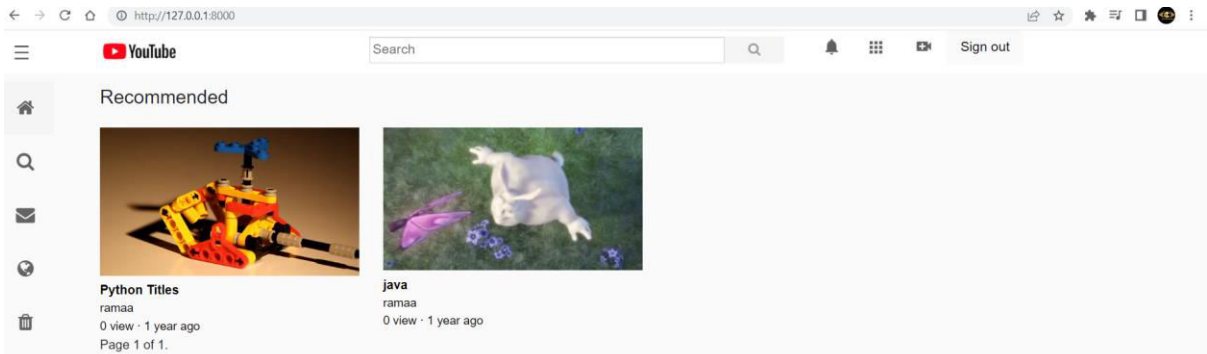 http://127.0.0.1:8000
YouTube
Search
Sign out
Recommended
Python Titles
ramaa
0 view · 1 year ago
Page 1 of 1.
java
ramaa
0 view · 1 year ago